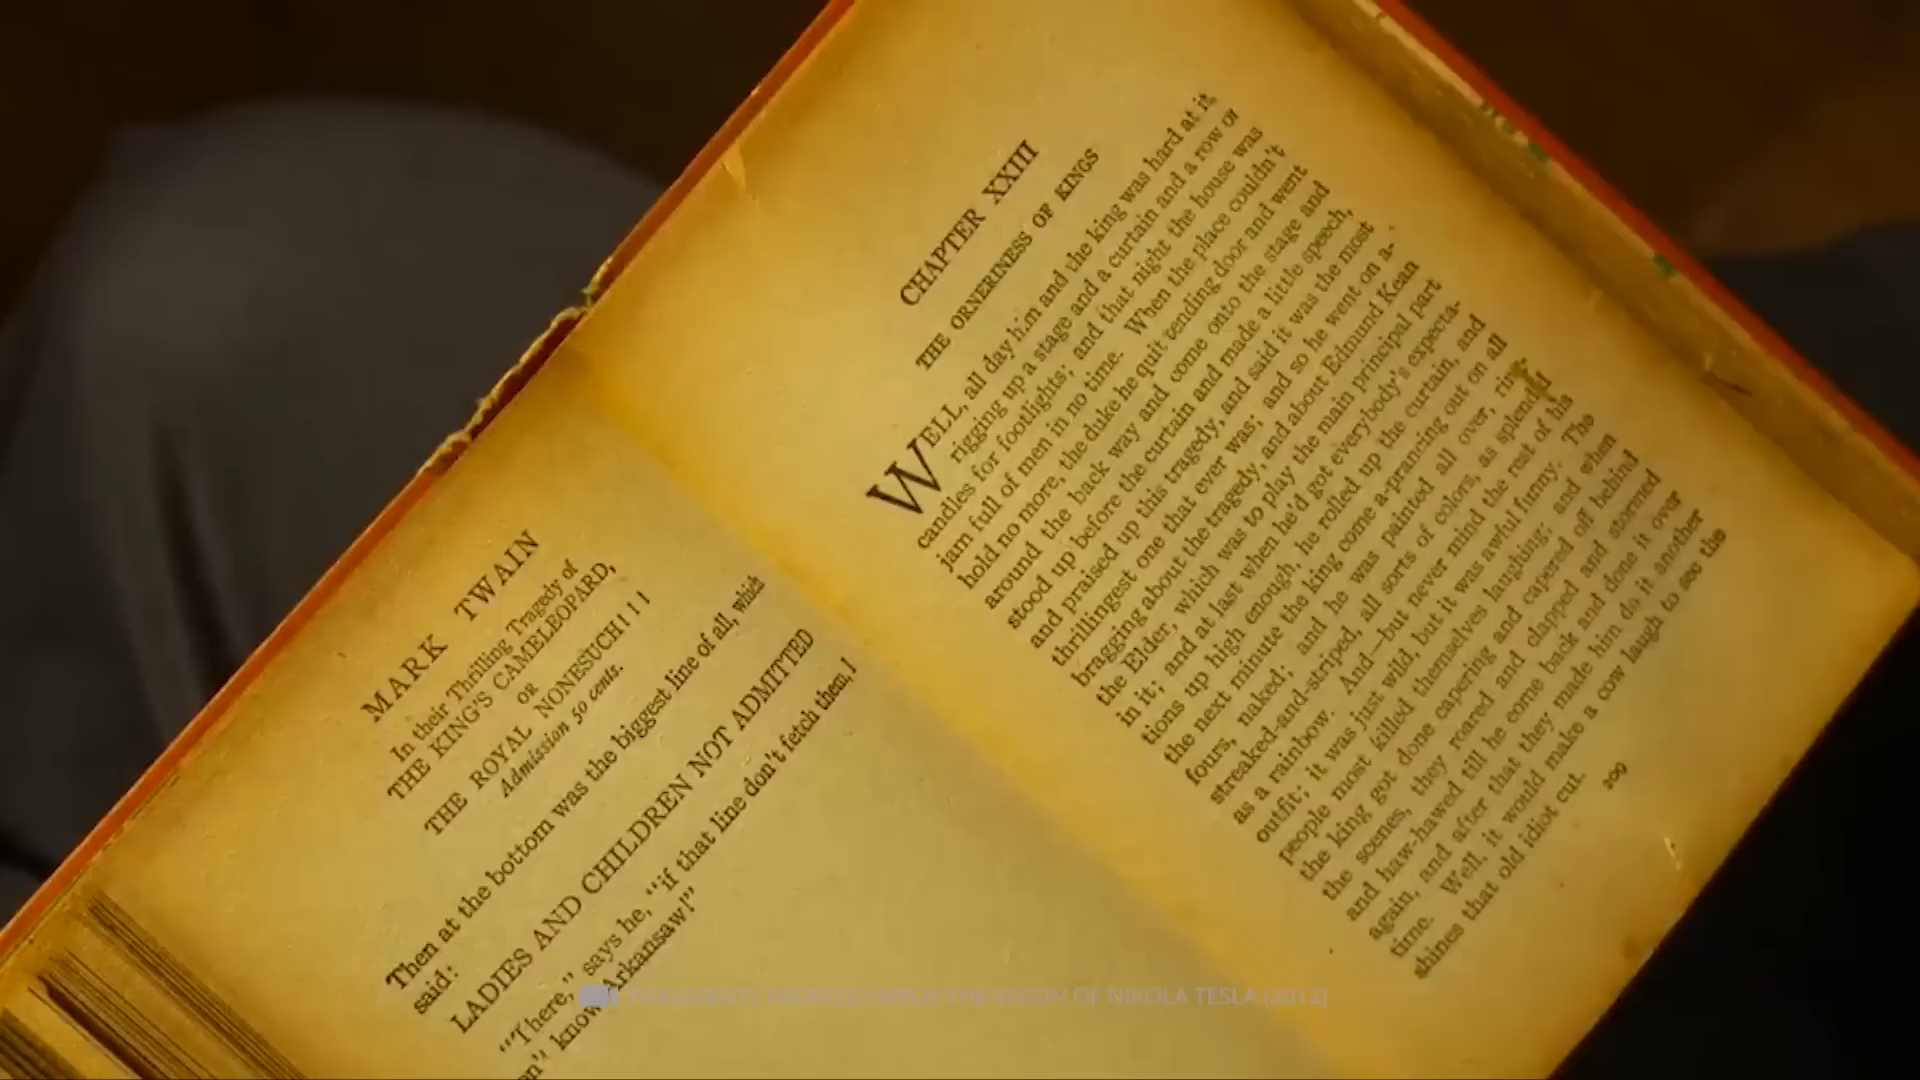 MARK TWAIN
In their Thrilling Tragedy of
THE KING'S CAMELEOPARD,
OR
THE ROYAL NONESUCH! ! !
Admission 50 cents.
Then at the bottom was the biggest line of all, which
said:
LADIES AND CHILDREN NOT ADMITTED
"There," says he, "if that line don't fetch them, I
know Arkansaw!"
CHAPTER XXIII
THE ORNERINESS OF KINGS
WELL, all day him and the king was hard at it,
rigging up a stage and a curtain and a row of
candles for footlights; and that night the house was
jam full of men in no time. When the place couldn't
hold no more, the duke he quit tending door and went
around the back way and come onto the stage and
stood up before the curtain and made a little speech,
and praised up this tragedy, and said it was the most
thrillingest one that ever was; and so he went on a-
bragging about the tragedy, and about Edmund Kean
the Elder, which was to play the main principal part
in it; and at last when he'd got everybody's expecta-
tions up high enough, he rolled up the curtain, and
the next minute the king come a-prancing out on all
fours, naked; and he was painted all over, ring-
streaked-and-striped, all sorts of colors, as splendid
as a rainbow. And—but never mind the rest of his
outfit; it was just wild, but it was awful funny. The
people most killed themselves laughing; and when
the king got done capering and capered off behind
the scenes, they roared and clapped and stormed
and haw-hawed till he come back and done it over
again, and after that they made him do it another
time. Well, it would make a cow laugh to see the
shines that old idiot cut.
209
FRAGMENTS FROM OLYMPUS-THE VISION OF NIKOLA TESLA (2012)